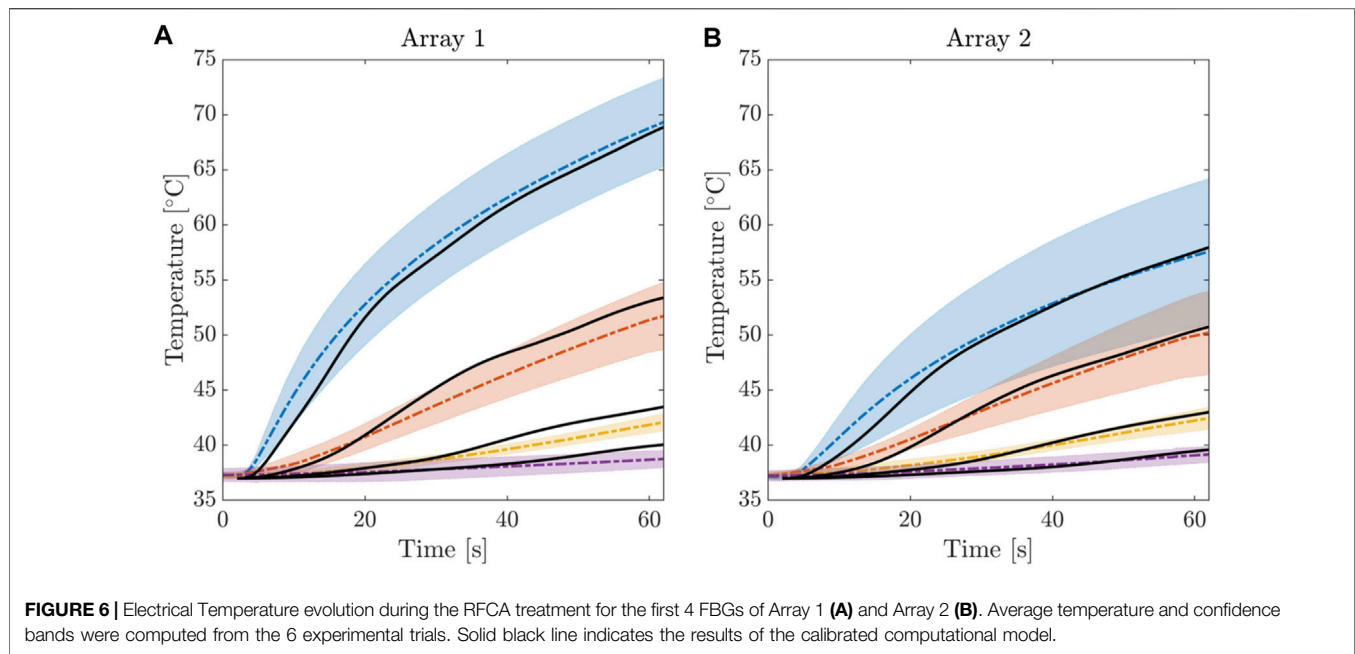 A
Array 1
75
70
65
60
55
50
45
40
35
Temperature [°C]
0
20
40
60
Time [s]
B
Array 2
75
70
65
60
55
50
45
40
35
Temperature [°C]
0
20
40
60
Time [s]
FIGURE 6 | Electrical Temperature evolution during the RFCA treatment for the first 4 FBGs of Array 1 (A) and Array 2 (B). Average temperature and confidence
bands were computed from the 6 experimental trials. Solid black line indicates the results of the calibrated computational model.